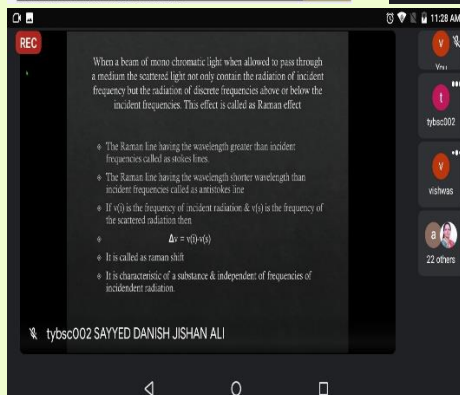 11:28 AM
REC
When a beam of mono chromatic light when allowed to pass through
a medium the scattered light not only contain the radiation of incident
frequency but the radiation of discrete frequencies above or below the
incident frequencies. This effect is called as Raman effect
The Raman line having the wavelength greater than incident
frequencies called as stokes lines.
The Raman line having the wavelength shorter wavelength than
incident frequencies called as antistokes line
If v(i) is the frequency of incident radiation & v(s) is the frequency of
the scattered radiation then
Δv = v(i)-v(s)
It is called as raman shift
It is characteristic of a substance & independent of frequencies of
incidendent radiation.
tybsc002 SAYYED DANISH JISHAN ALI
v
You
t
tybsc002
v
vishwas
a
22 others